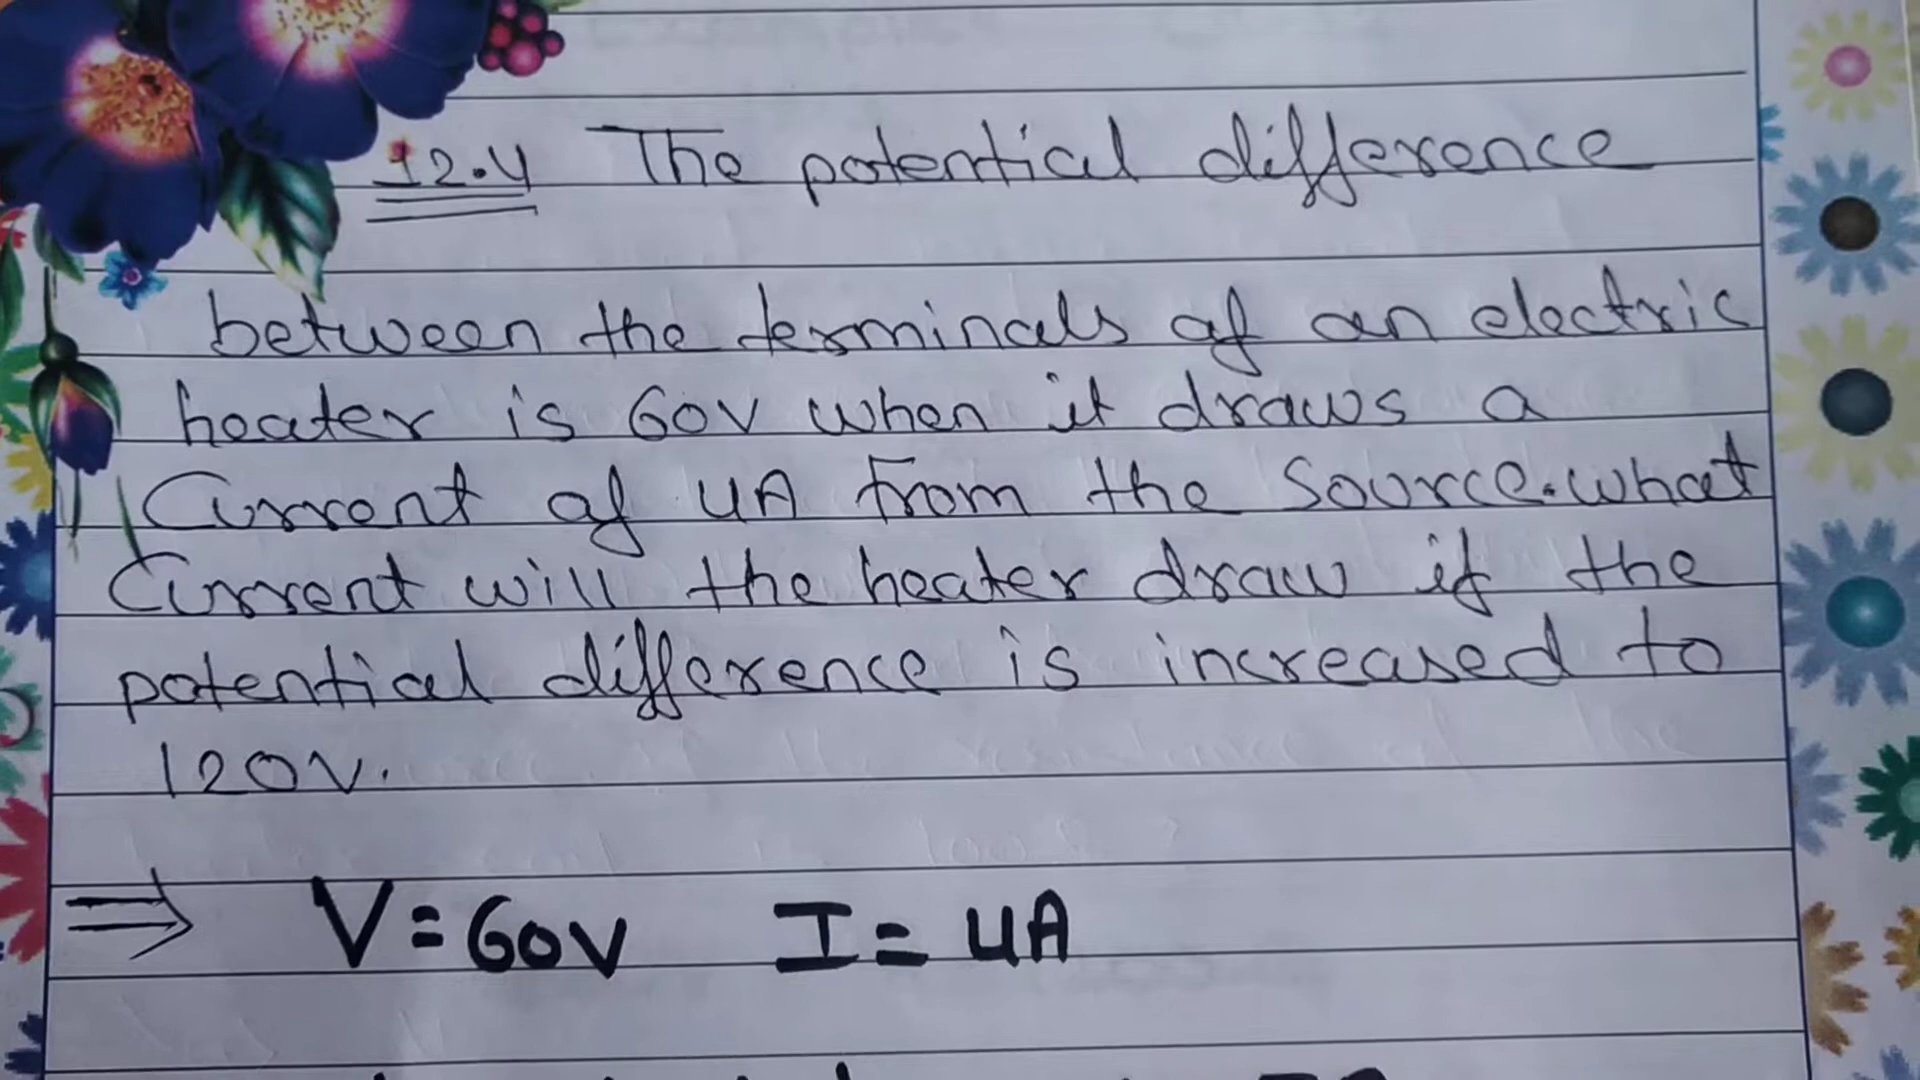 12.4 The potential difference
between the terminals of an electric
heater is 60V when it draws a
Current of 4A from the Source. what
Current will the heater draw if the
potential difference is increased to
120V.
⇒ V = 60V I = 4A